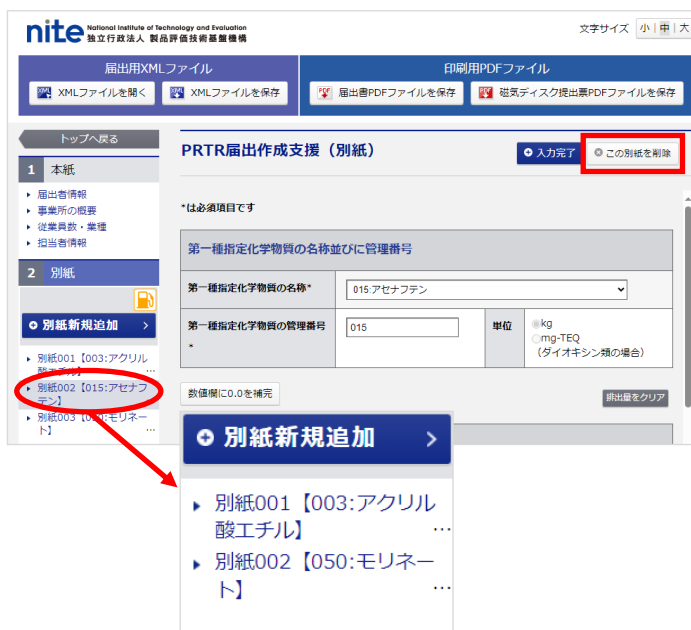 nite National Institute of Technology and Evaluation
独立行政法人 製品評価技術基盤機構
文字サイズ 小 中 大
届出用XMLファイル
印刷用PDFファイル
XMLファイルを開く
XMLファイルを保存
届出書PDFファイルを保存
磁気ディスク提出票PDFファイルを保存
トップへ戻る
1 本紙
届出者情報
事業所の概要
従業員数・業種
担当者情報
2 別紙
別紙新規追加
別紙001【003:アクリル
酸エチル】 …
別紙002【015:アセナフ
テン】 …
別紙003【050:モリネー
ト】 …
PRTR届出作成支援(別紙)
入力完了
この別紙を削除
*は必須項目です
第一種指定化学物質の名称並びに管理番号
第一種指定化学物質の名称*
015:アセナフテン
第一種指定化学物質の管理番号
*
015
単位
kg
mg-TEQ
(ダイオキシン類の場合)
数値欄に0.0を補完
排出量をクリア
別紙新規追加
別紙001【003:アクリル
酸エチル】 …
別紙002【050:モリネー
ト】 …